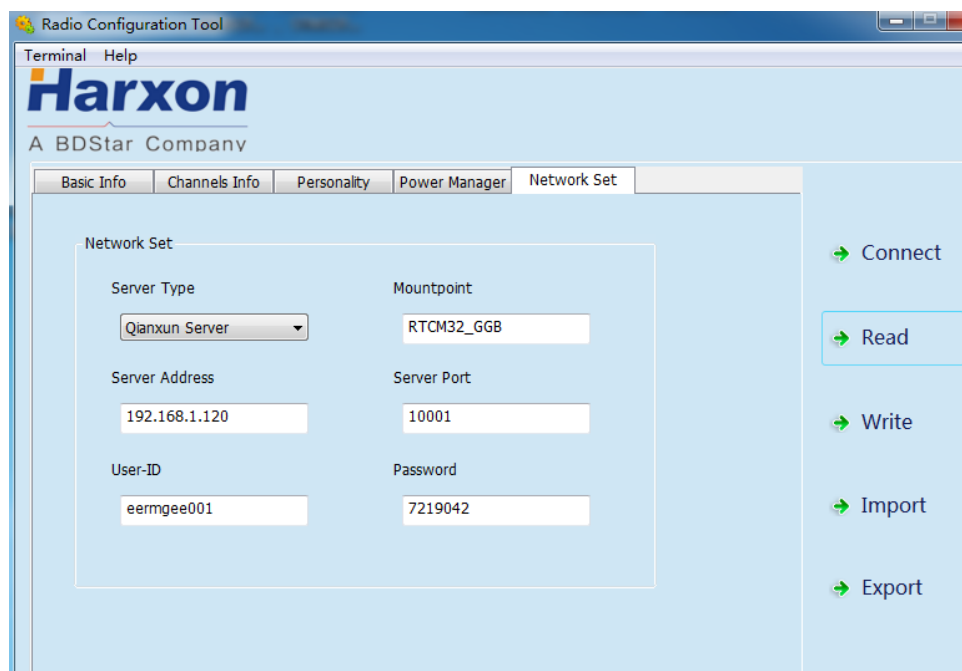 Radio Configuration Tool
Terminal Help
Harxon
A BDStar Company
Basic Info Channels Info Personality Power Manager Network Set
Network Set
Server Type Mountpoint
Qianxun Server RTCM32_GGB
Server Address Server Port
192.168.1.120 10001
User-ID Password
eermgee001 7219042
Connect
Read
Write
Import
Export